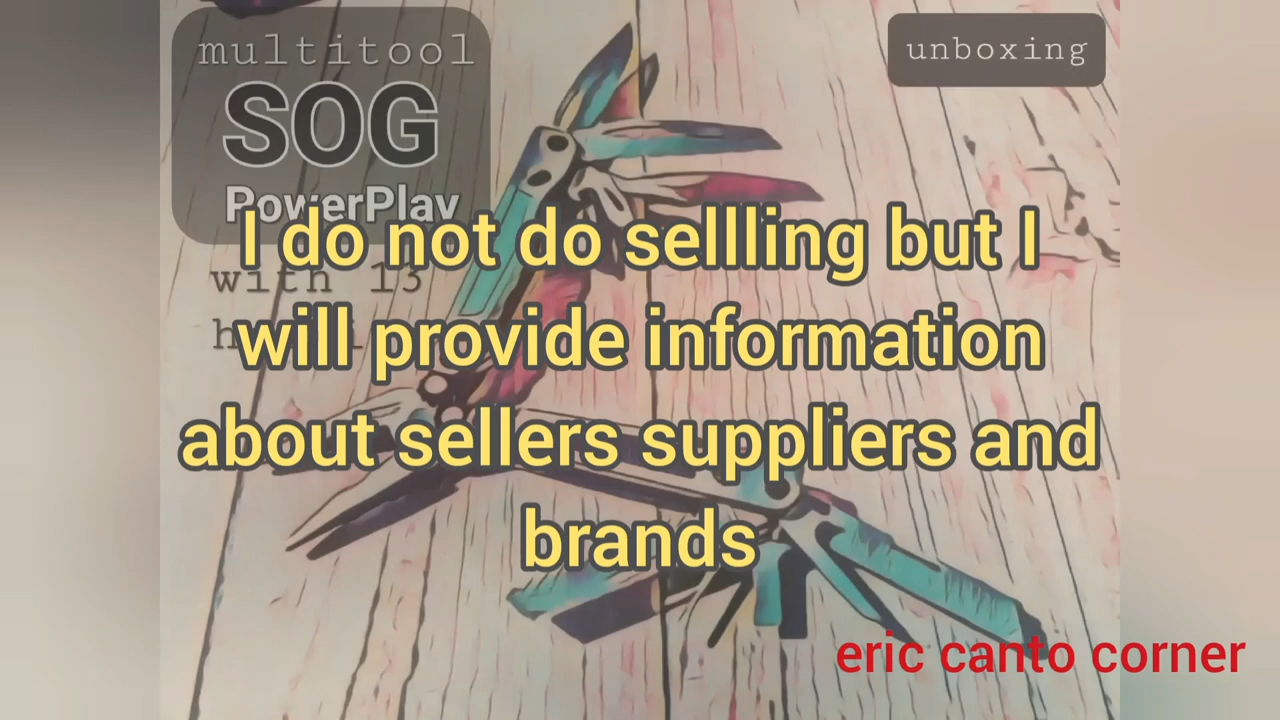 multitool
unboxing
SOG
PowerPlay
I do not do sellling but I
with 13
will provide information
about sellers suppliers and
brands
eric canto corner